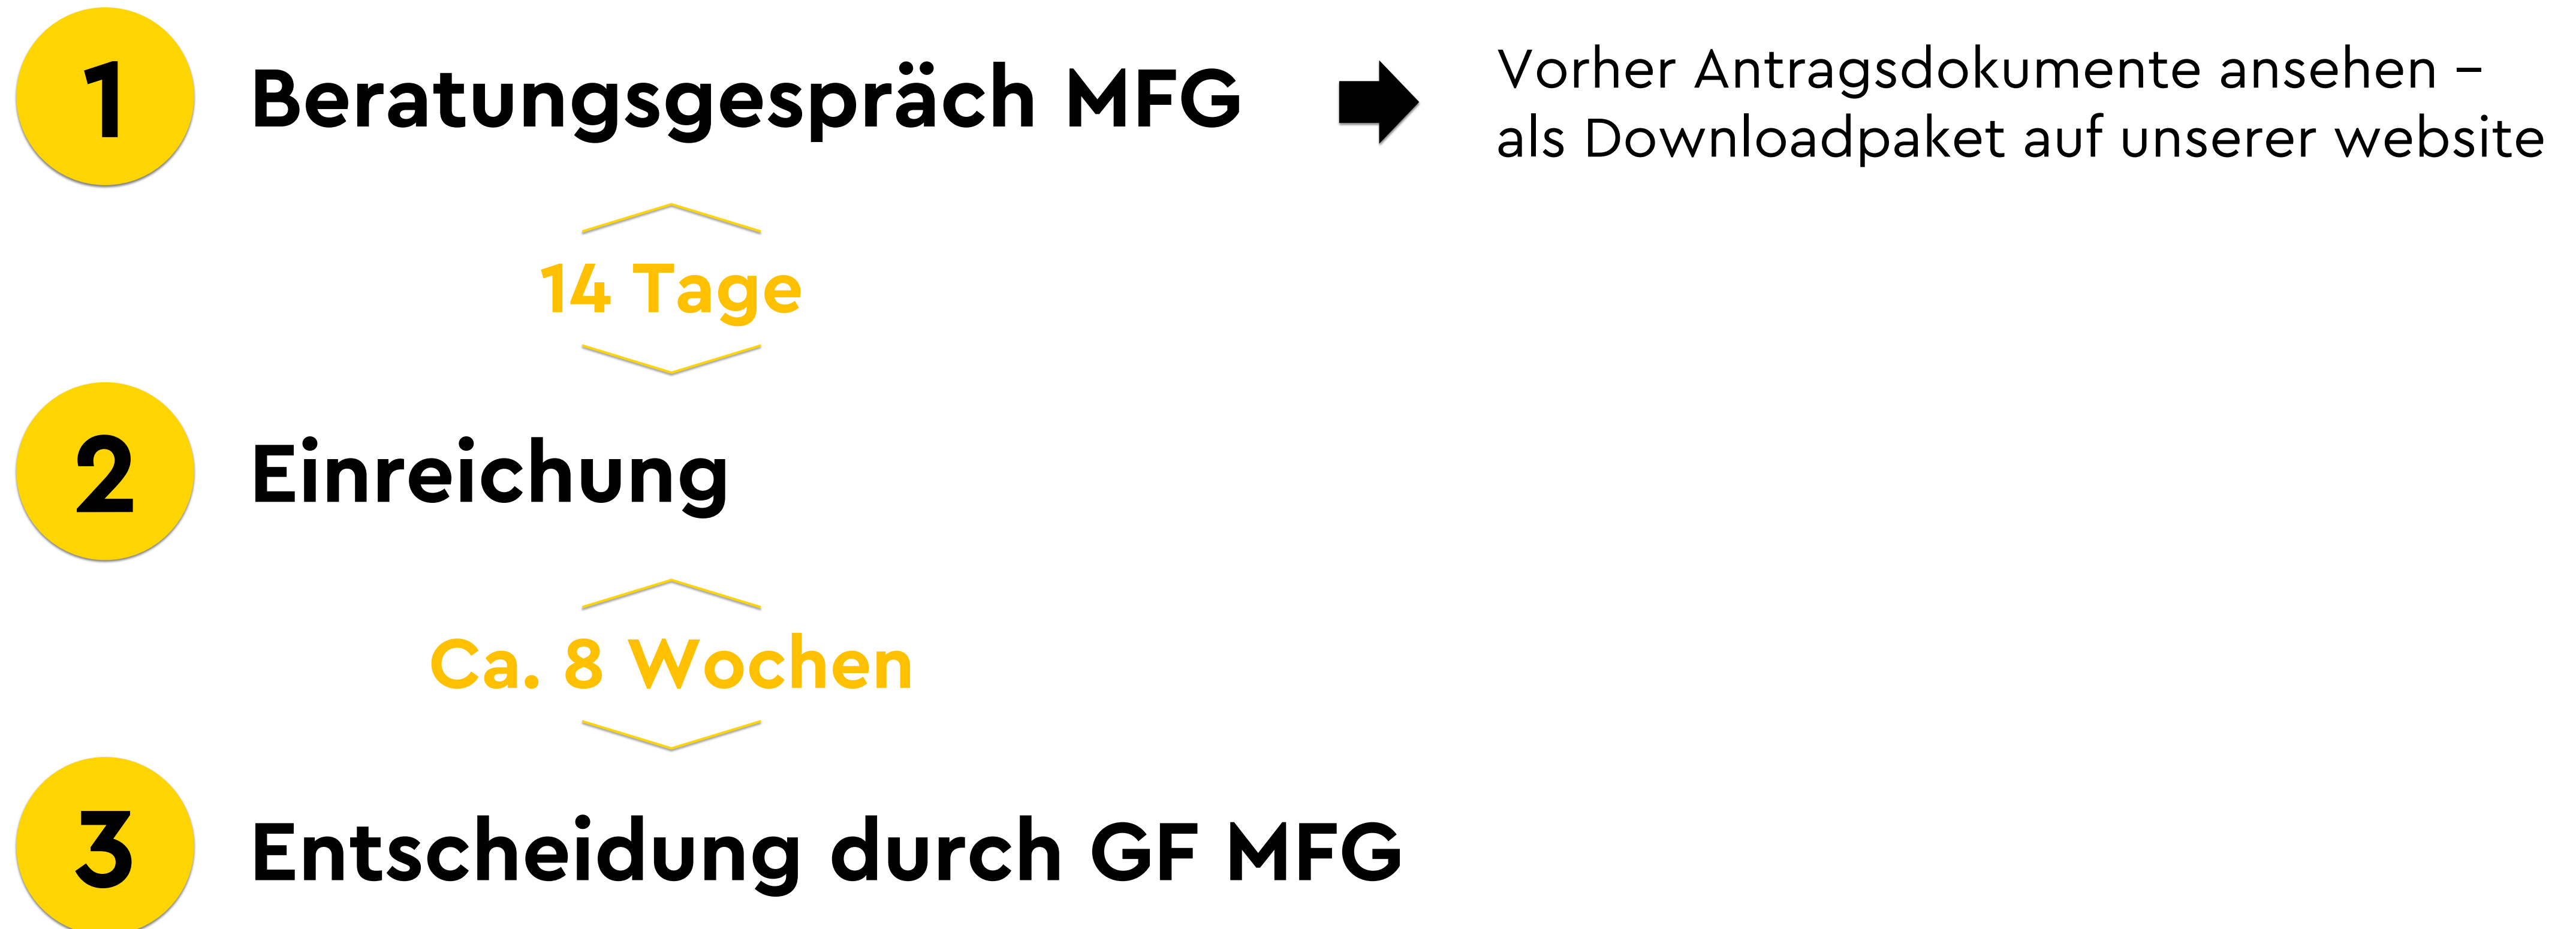 1
Beratungsgespräch MFG
Vorher Antragsdokumente ansehen –
als Downloadpaket auf unserer website
14 Tage
2
Einreichung
Ca. 8 Wochen
3
Entscheidung durch GF MFG